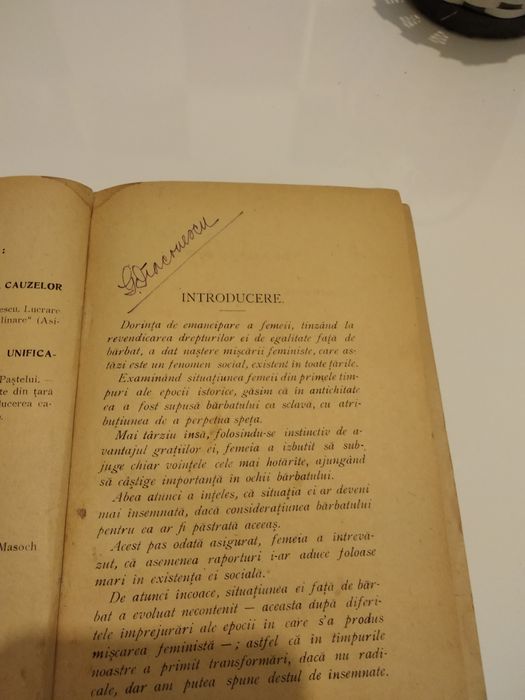 :
CAUZELOR
escu. Lucrare
linare" (Asi-
UNIFICA-
Paștelui. —
te din țară
ducerea ca-
Masoch
G. Diaconescu
INTRODUCERE.
Dorința de emancipare a femeii, tinzând la
revendicarea drepturilor ei de egalitate față de
bărbat, a dat naștere mișcării feministe, care as-
tăzi este un fenomen social, existent în toate țările.
Examinând situațiunea femeii din primele tim-
puri ale epocii istorice, găsim că în antichitate
ea a fost supusă bărbatului ca sclavă, cu atri-
buțiunea de a perpetua speța.
Mai târziu însă, folosindu-se instinctiv de a-
vantajul grațiilor ei, femeia a izbutit să sub-
juge chiar voințele cele mai hotărîte, ajungând
să câștige importanță în ochii bărbatului.
Abea atunci a înțeles, că situația ei ar deveni
mai însemnată, dacă considerațiunea bărbatului
pentru ea ar fi păstrată aceeaș.
Acest pas odată asigurat, femeia a întrevă-
zut, că asemenea raporturi i-ar aduce foloase
mari în existența ei socială.
De atunci încoace, situațiunea ei față de băr-
bat a evoluat necontenit — aceasta după diferi-
tele împrejurări ale epocii în care s'a produs
mișcarea feministă — ; astfel că în timpurile
noastre a primit transformări, dacă nu radi-
cale, dar am putea spune destul de însemnate.